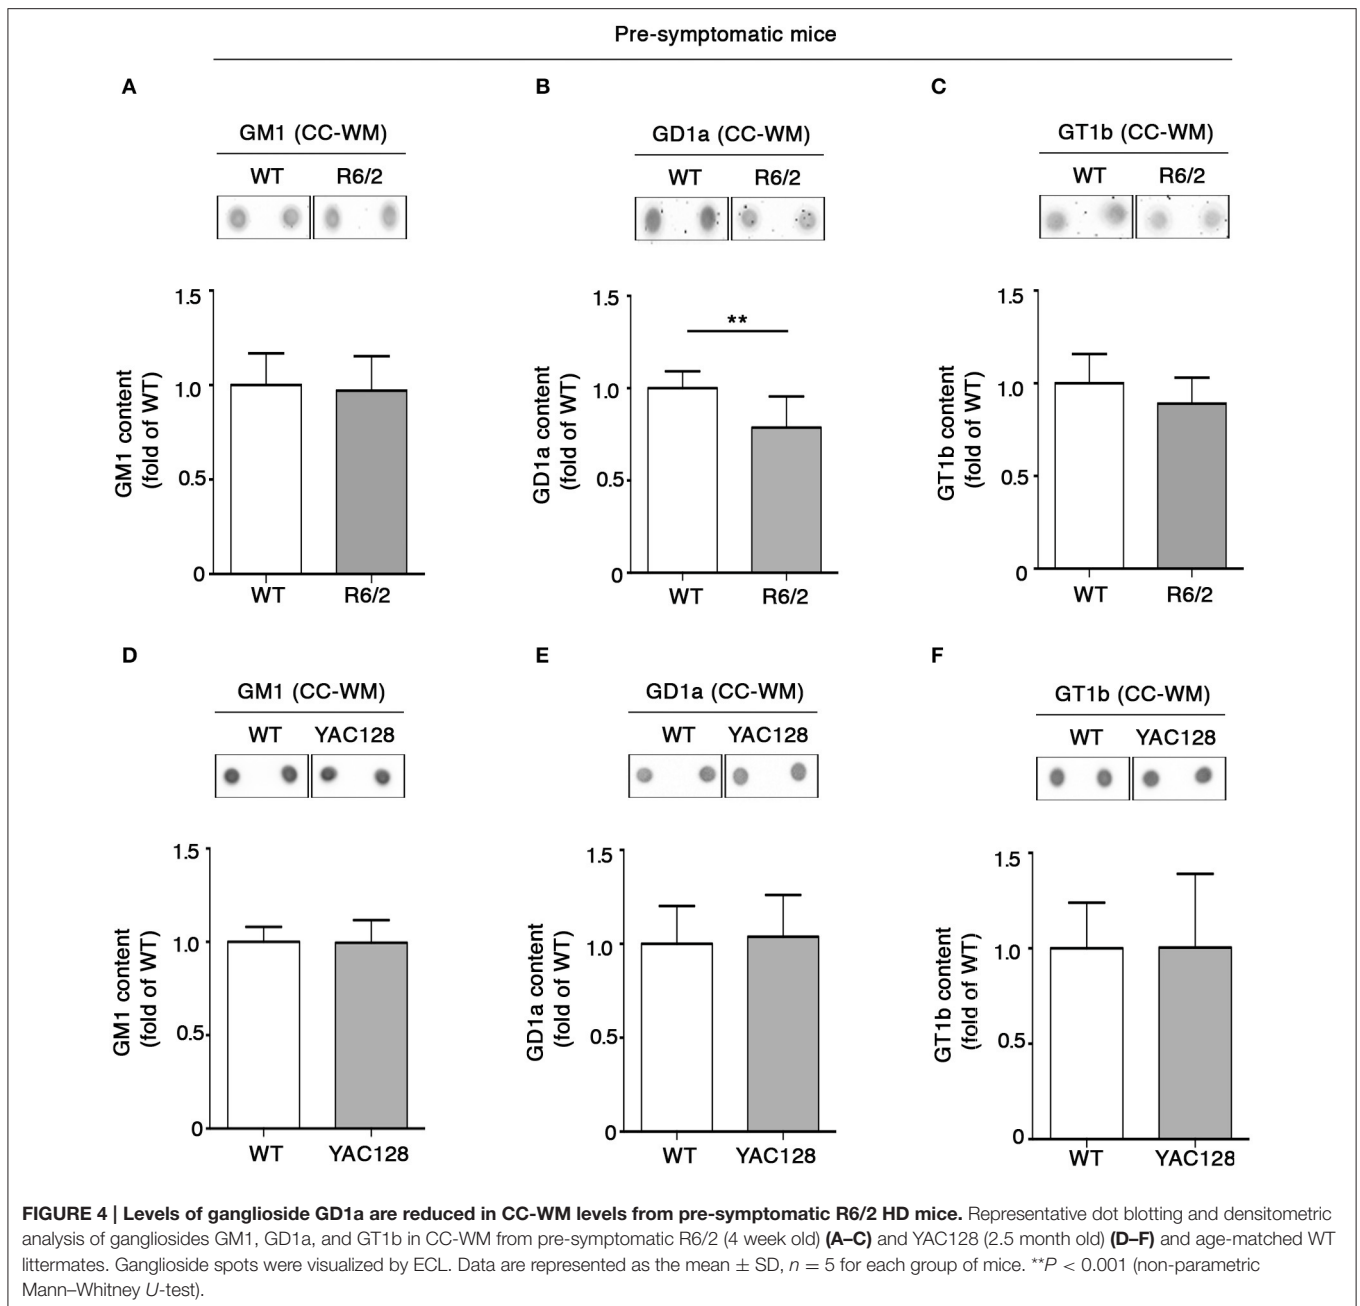 Pre-symptomatic mice
A
B
C
GM1 (CC-WM)
GD1a (CC-WM)
GT1b (CC-WM)
WT R6/2
WT R6/2
WT R6/2
GM1 content
(fold of WT)
1.5
1.0
0.5
0
WT R6/2
GD1a content
(fold of WT)
1.5
1.0
0.5
0
**
WT R6/2
GT1b content
(fold of WT)
1.5
1.0
0.5
0
WT R6/2
D
E
F
GM1 (CC-WM)
GD1a (CC-WM)
GT1b (CC-WM)
WT YAC128
WT YAC128
WT YAC128
GM1 content
(fold of WT)
1.5
1.0
0.5
0
WT YAC128
GD1a content
(fold of WT)
1.5
1.0
0.5
0
WT YAC128
GT1b content
(fold of WT)
1.5
1.0
0.5
0
WT YAC128
FIGURE 4 | Levels of ganglioside GD1a are reduced in CC-WM levels from pre-symptomatic R6/2 HD mice. Representative dot blotting and densitometric
analysis of gangliosides GM1, GD1a, and GT1b in CC-WM from pre-symptomatic R6/2 (4 week old) (A–C) and YAC128 (2.5 month old) (D–F) and age-matched WT
littermates. Ganglioside spots were visualized by ECL. Data are represented as the mean ± SD, n = 5 for each group of mice. **P < 0.001 (non-parametric
Mann–Whitney U-test).